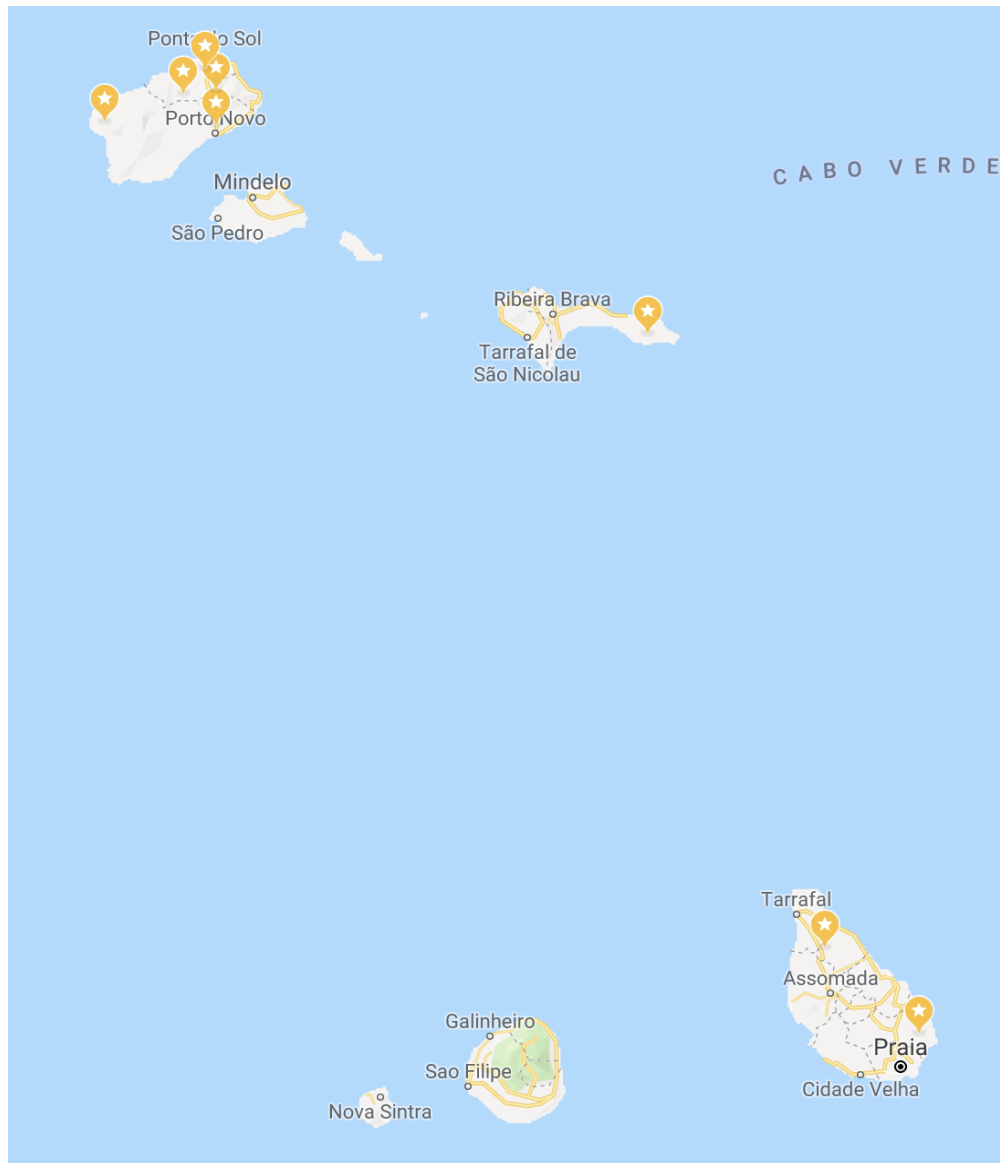 Ponta do Sol
Porto Novo
CABO VERDE
Mindelo
São Pedro
Ribeira Brava
Tarrafal de
São Nicolau
Tarrafal
Assomada
Galinheiro
Praia
Sao Filipe
Cidade Velha
Nova Sintra